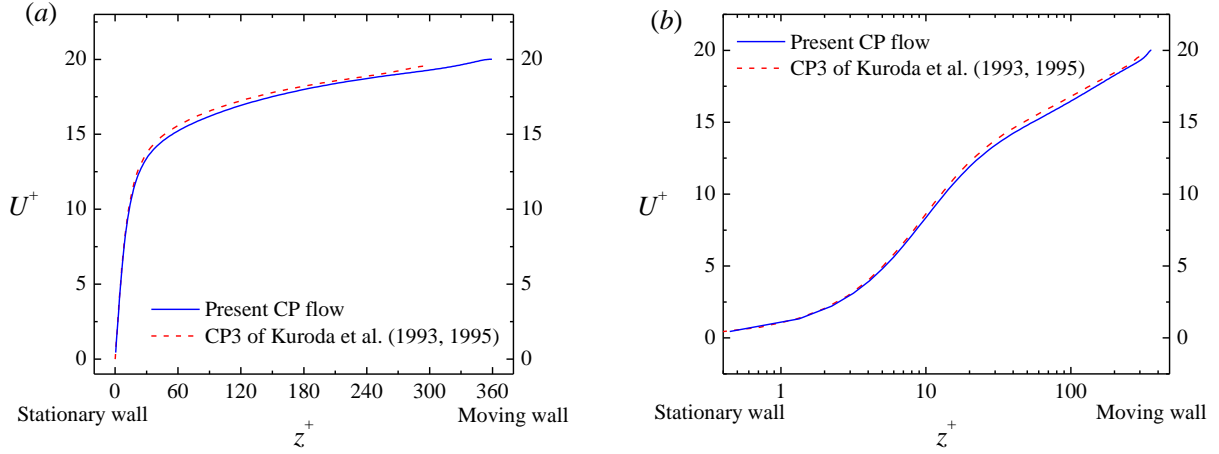 (a)
20
15
10
5
0
U+
20
15
10
5
0
Present CP flow
CP3 of Kuroda et al. (1993, 1995)
0 60 120 180 240 300 360
Stationary wall
Moving wall
z+
(b)
20
15
10
5
0
U+
20
15
10
5
0
Present CP flow
CP3 of Kuroda et al. (1993, 1995)
1 10 100
Stationary wall
Moving wall
z+